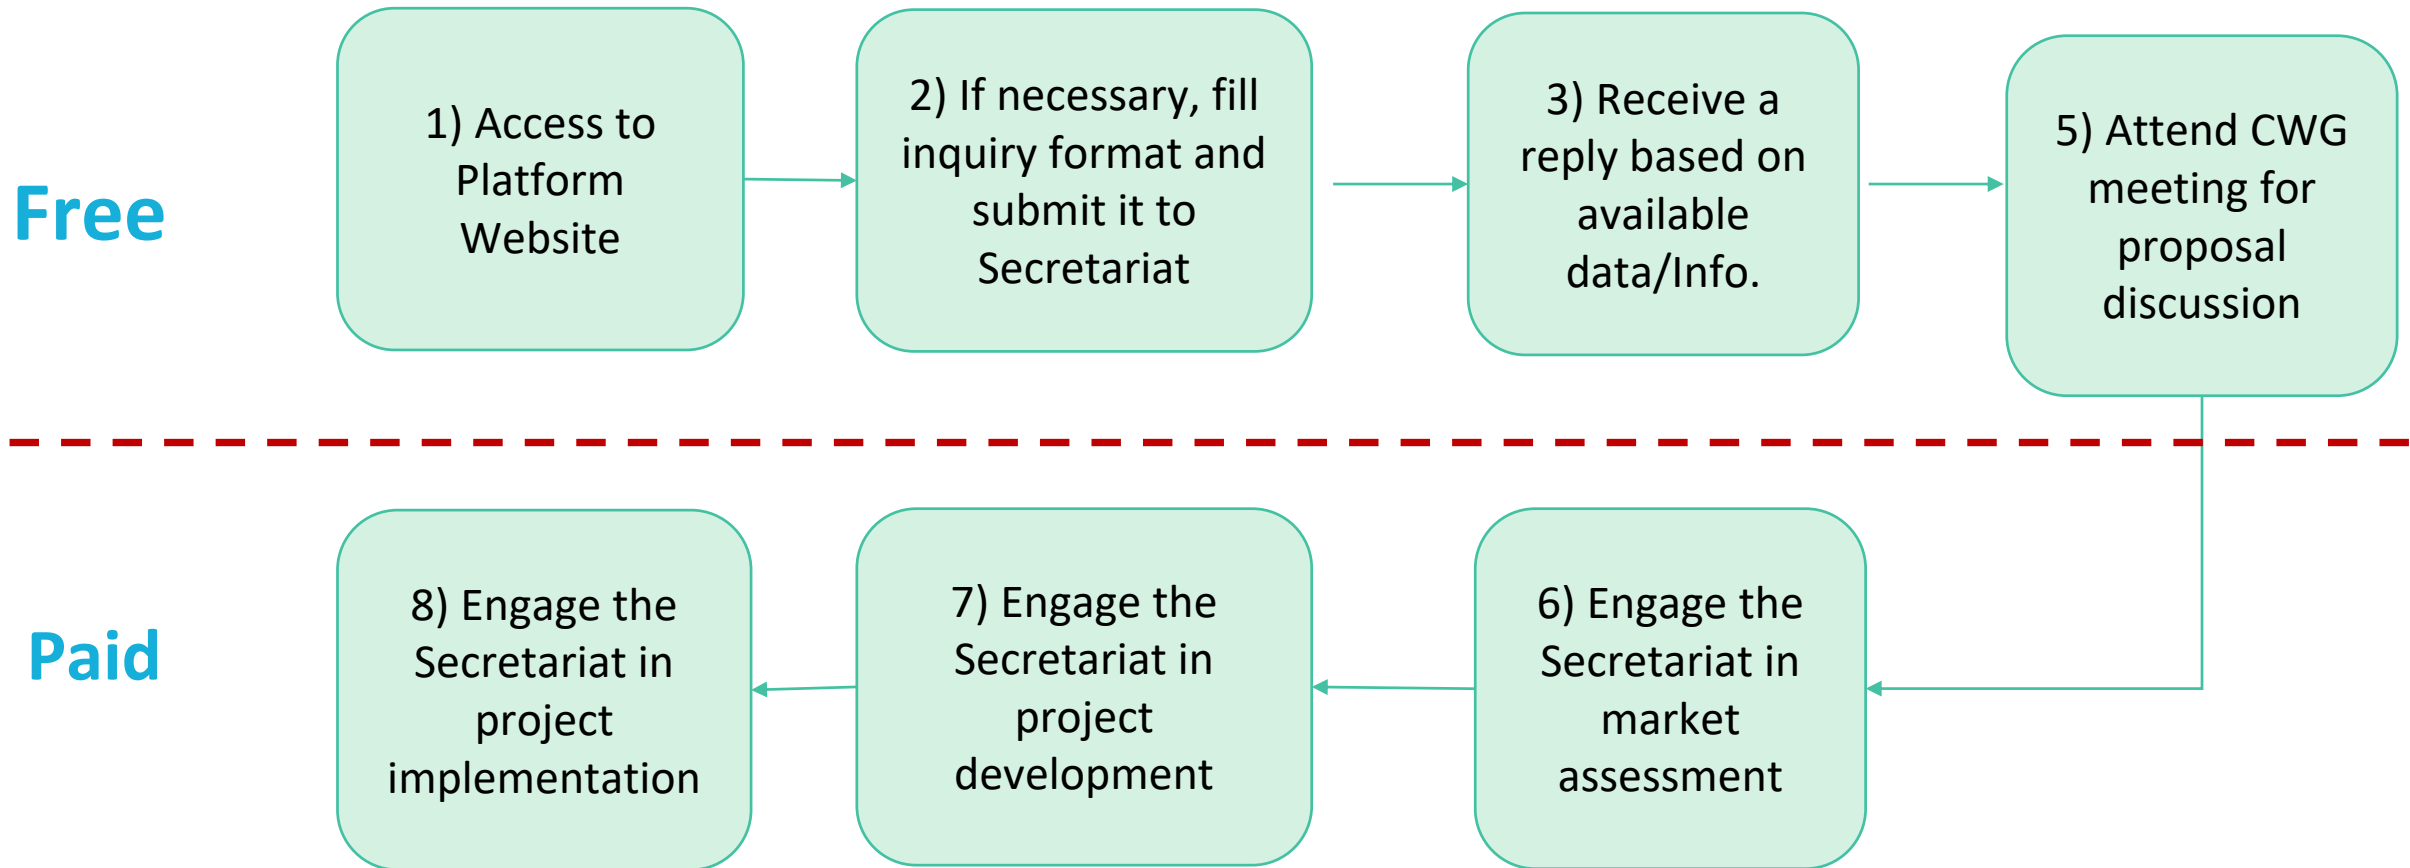 Free
1) Access to
Platform
Website
2) If necessary, fill
inquiry format and
submit it to
Secretariat
3) Receive a
reply based on
available
data/Info.
5) Attend CWG
meeting for
proposal
discussion
Paid
8) Engage the
Secretariat in
project
implementation
7) Engage the
Secretariat in
project
development
6) Engage the
Secretariat in
market
assessment